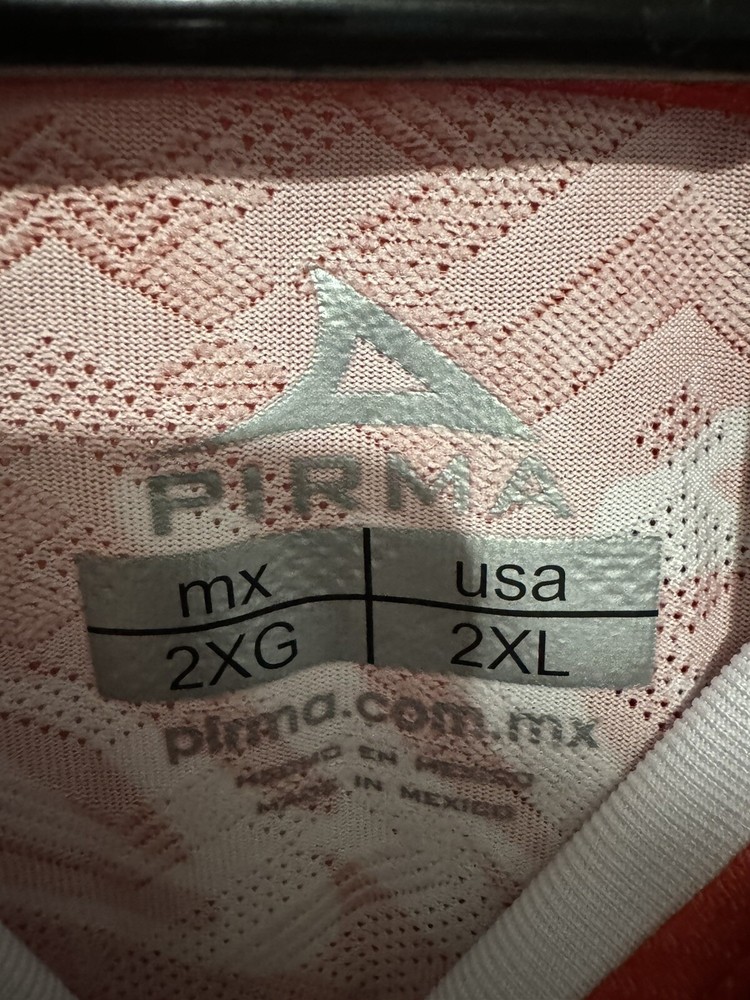 PIRMA
mx usa
2XG 2XL
pirma.com.mx
HECHO EN MEXICO
MADE IN MEXICO